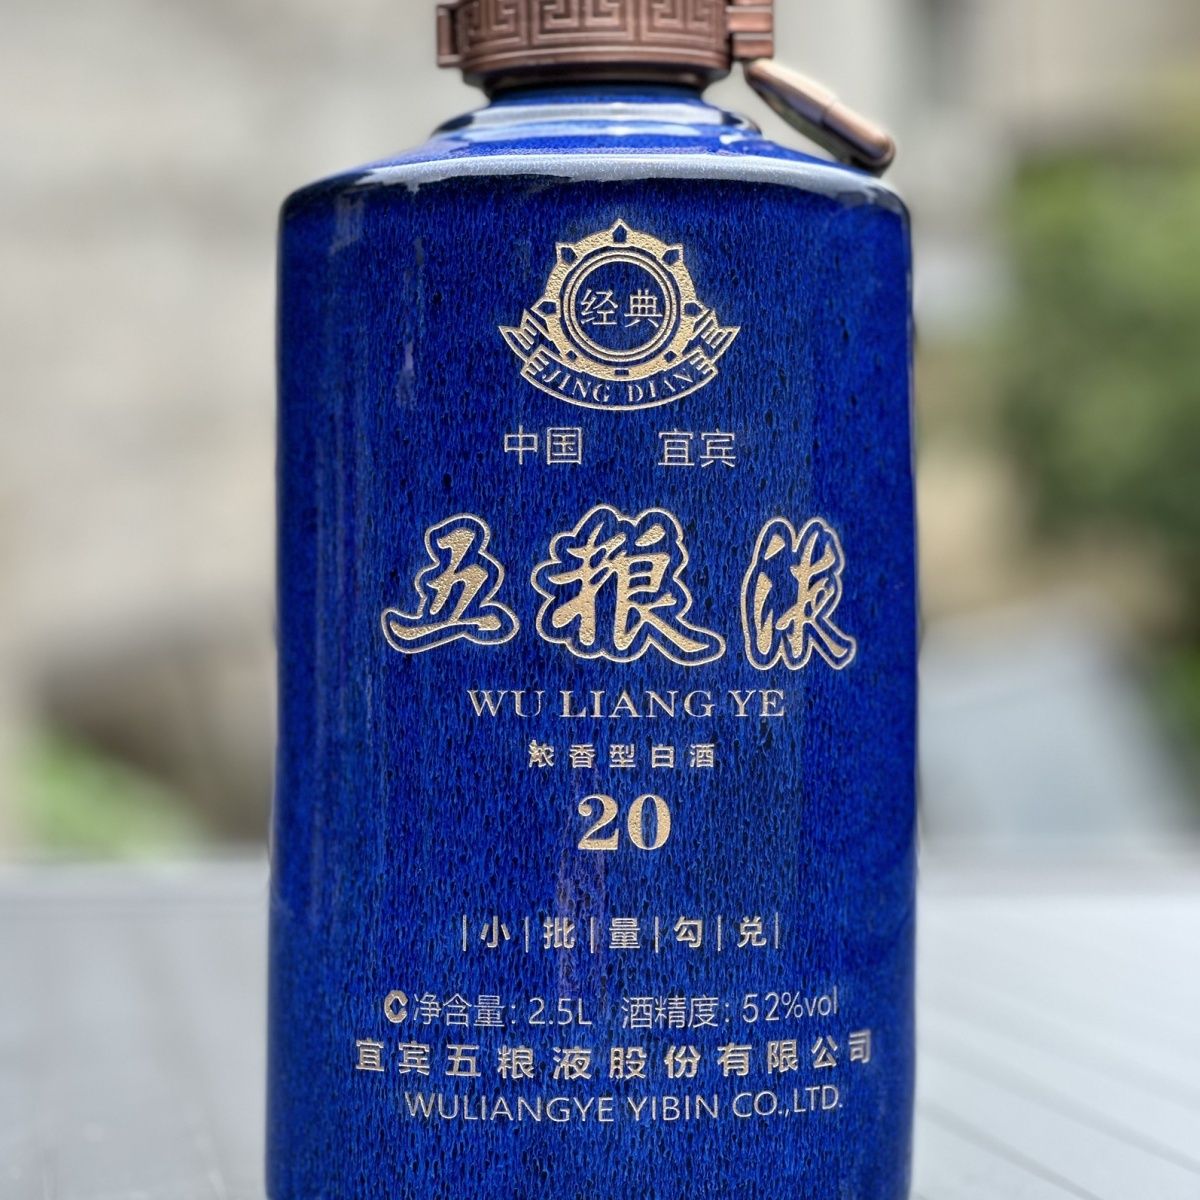 经典
JING DIAN
中国 宜宾
五粮液
WU LIANG YE
浓香型白酒
20
|小|批|量|勾|兑|
C净含量: 2.5L 酒精度: 52%vol
宜宾五粮液股份有限公司
WULIANGYE YIBIN CO.,LTD.